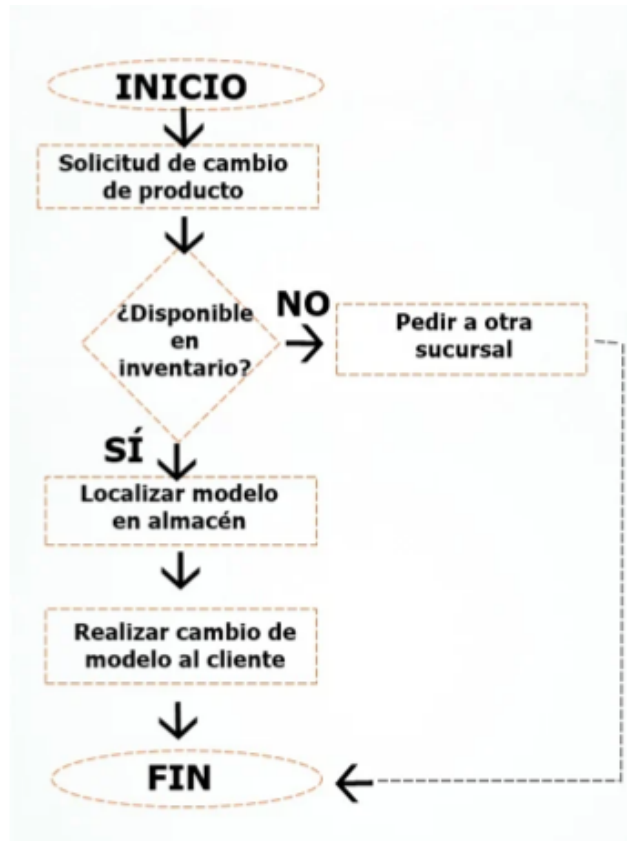 INICIO
Solicitud de cambio
de producto
¿Disponible
en
inventario?
NO
Pedir a otra
sucursal
SÍ
Localizar modelo
en almacén
Realizar cambio de
modelo al cliente
FIN